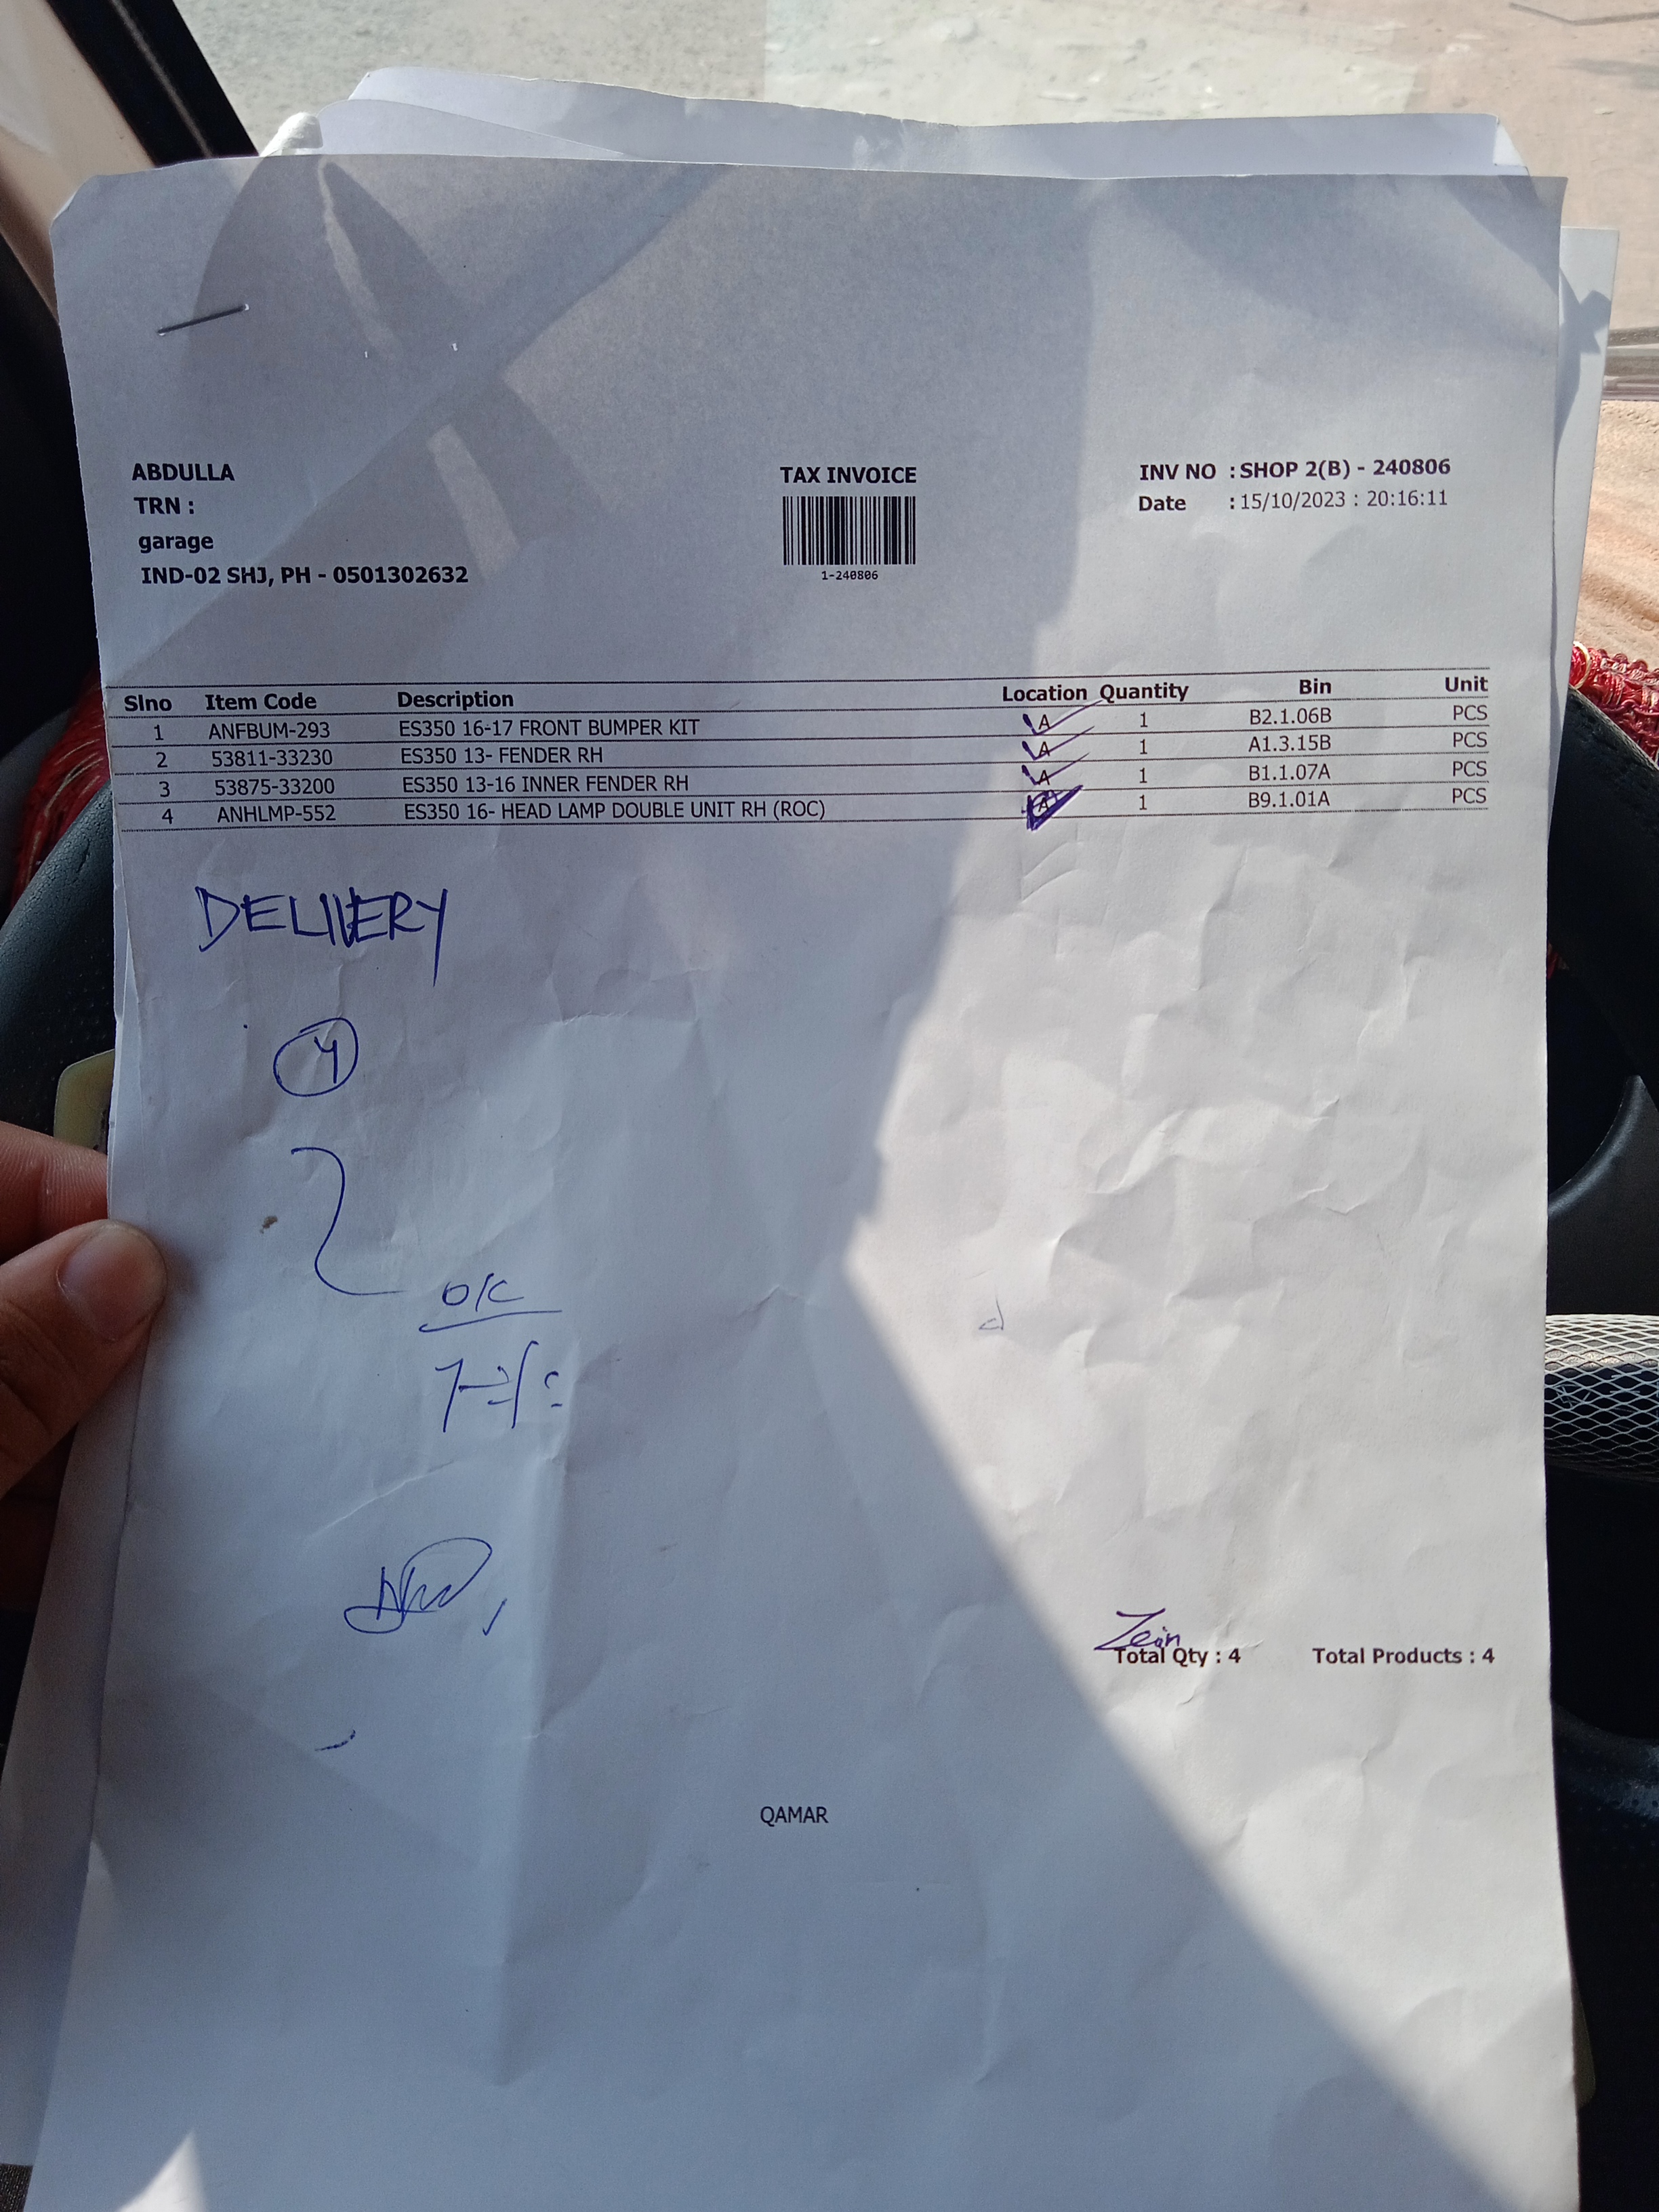 ABDULLA
TRN :
garage
IND-02 SHJ, PH - 0501302632
TAX INVOICE
1-240806
INV NO : SHOP 2(B) - 240806
Date : 15/10/2023 : 20:16:11
Slno Item Code Description Location Quantity Bin Unit
1 ANFBUM-293 ES350 16-17 FRONT BUMPER KIT A 1 B2.1.06B PCS
2 53811-33230 ES350 13- FENDER RH A 1 A1.3.15B PCS
3 53875-33200 ES350 13-16 INNER FENDER RH A 1 B1.1.07A PCS
4 ANHLMP-552 ES350 16- HEAD LAMP DOUBLE UNIT RH (ROC) A 1 B9.1.01A PCS
DELIVERY
4
OK
Zein
Total Qty : 4 Total Products : 4
QAMAR